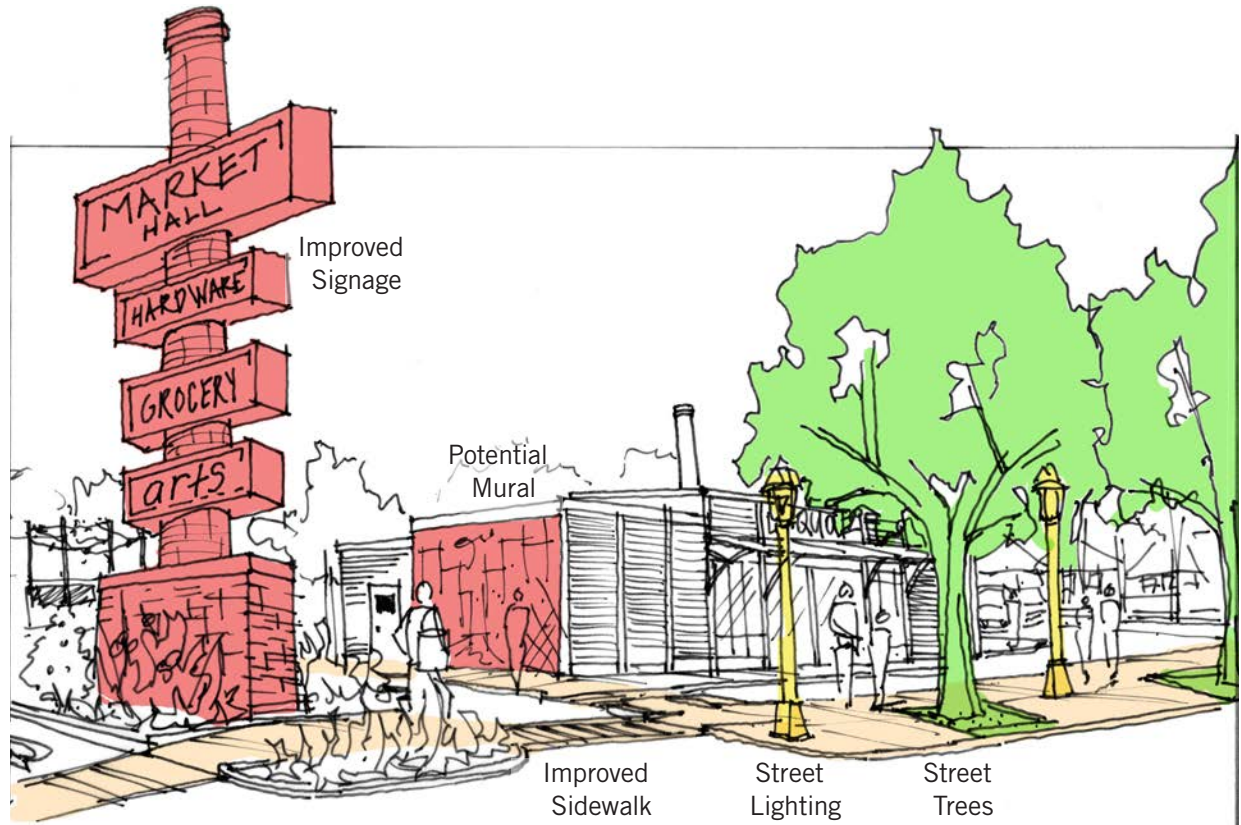 MARKET
HALL
Improved
Signage
HARDWARE
GROCERY
arts
Potential
Mural
Improved
Sidewalk
Street
Lighting
Street
Trees